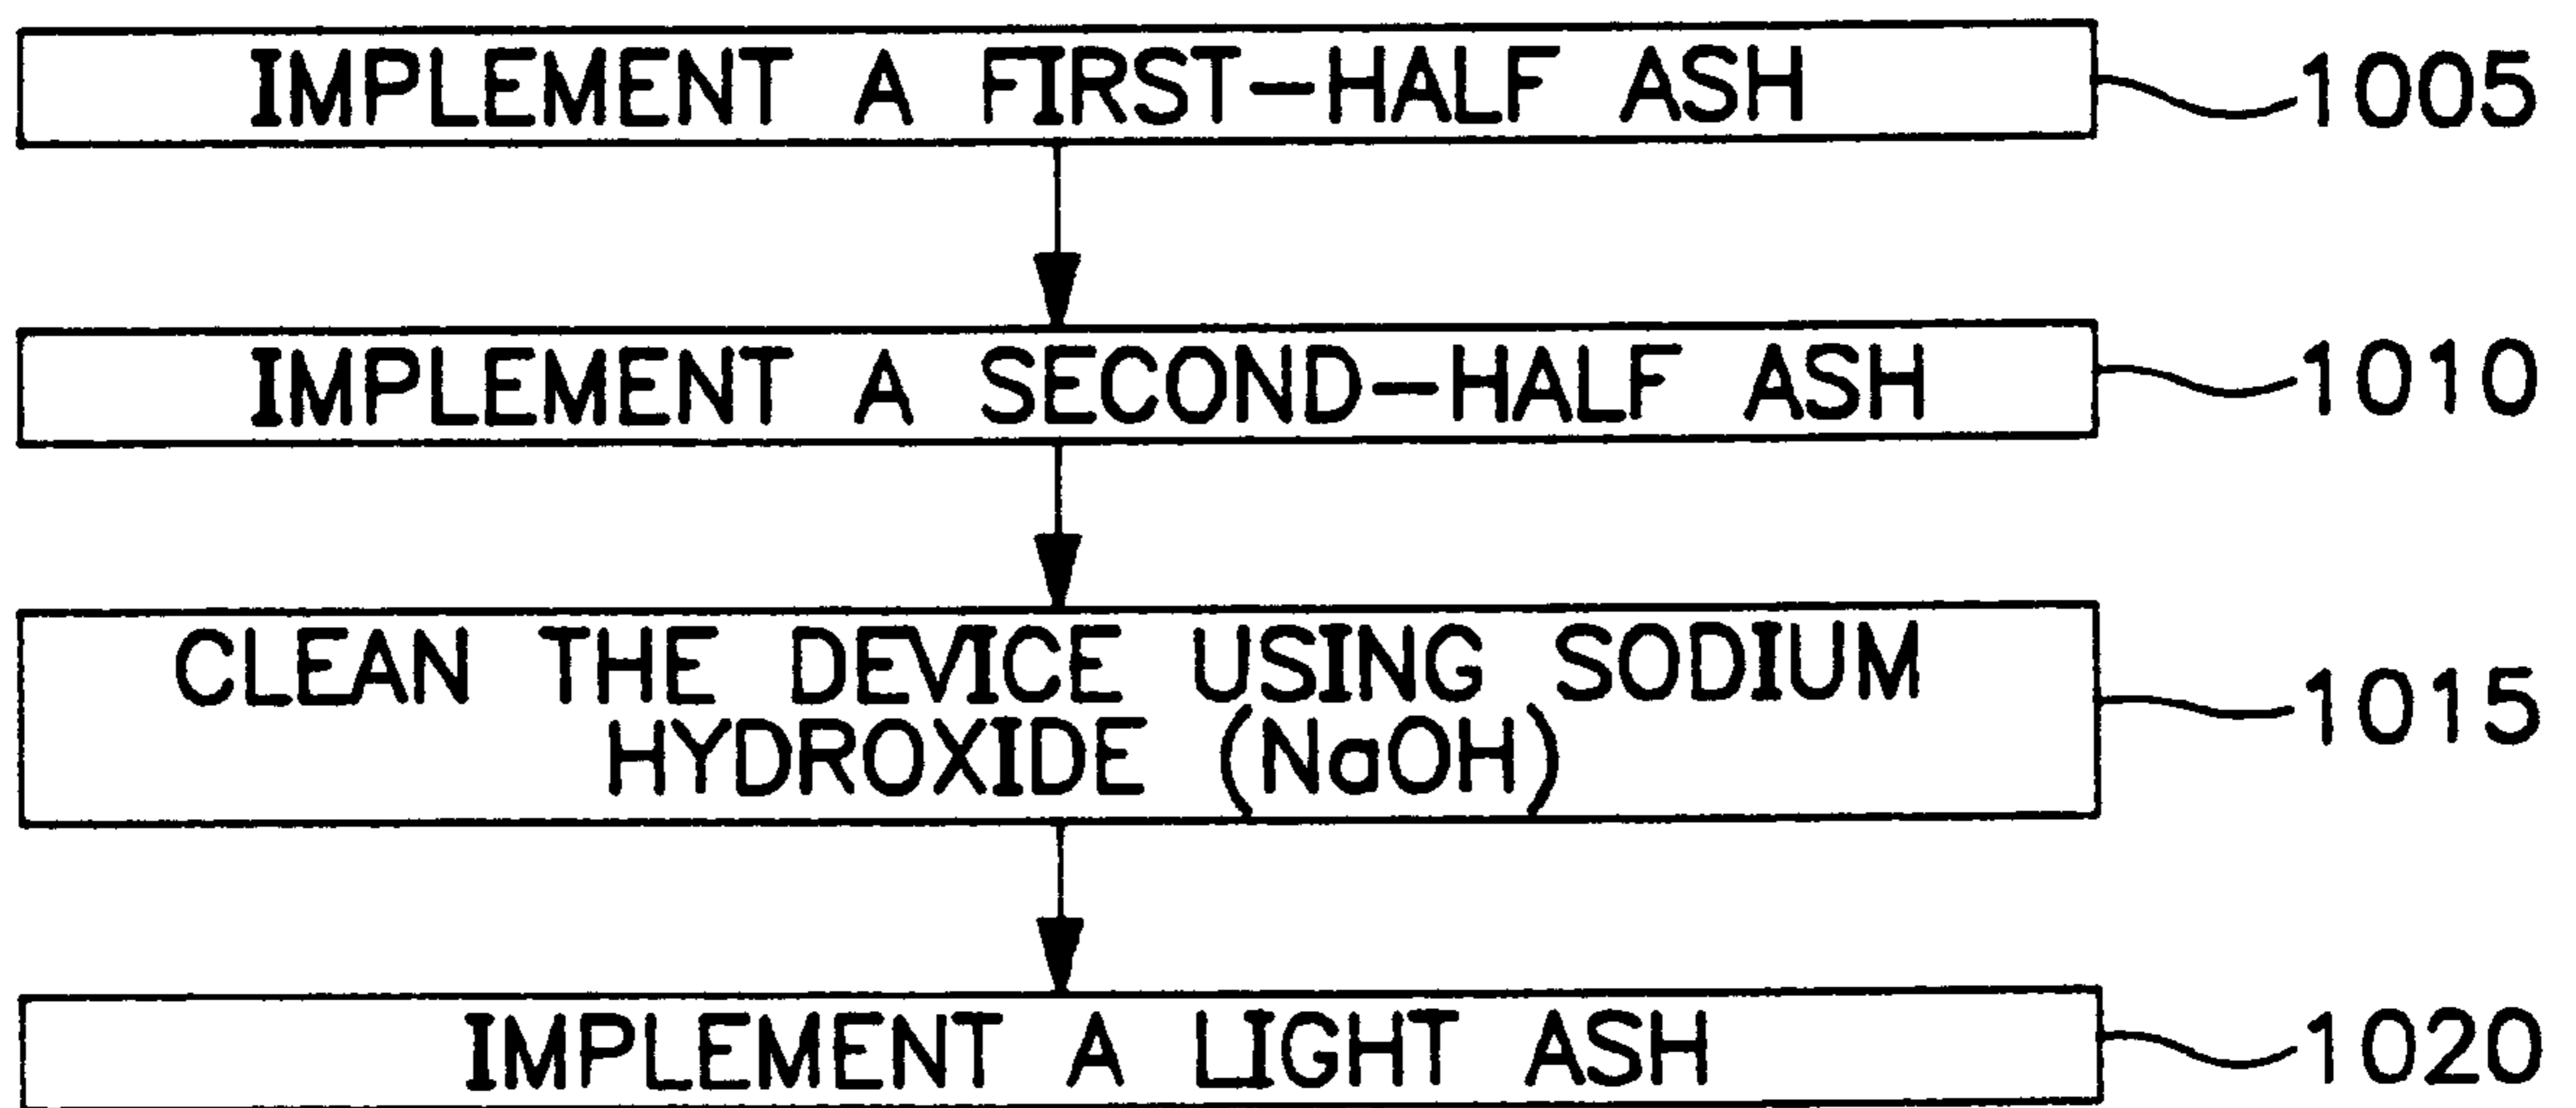 IMPLEMENT A FIRST-HALF ASH 1005
IMPLEMENT A SECOND-HALF ASH 1010
CLEAN THE DEVICE USING SODIUM
HYDROXIDE (NaOH) 1015
IMPLEMENT A LIGHT ASH 1020